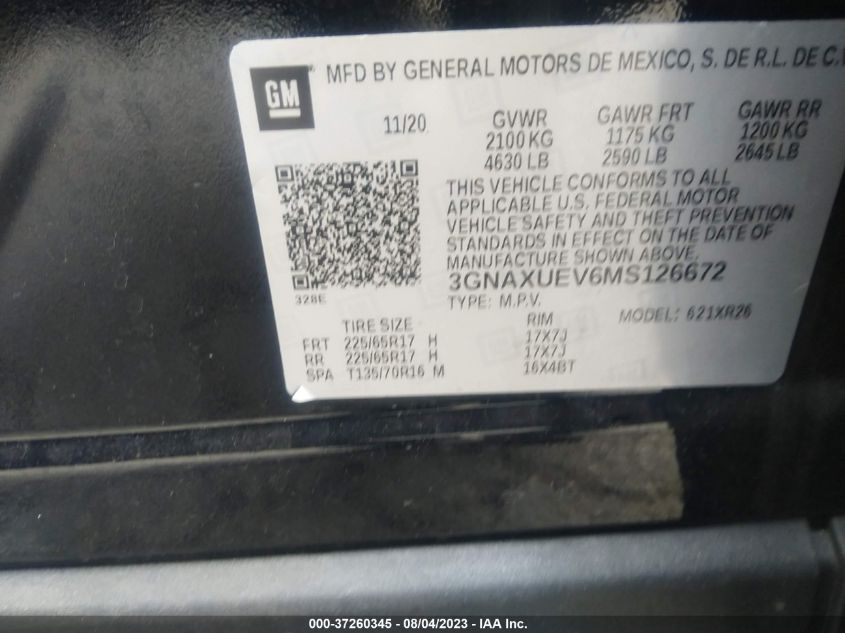 GM ® MFD BY GENERAL MOTORS DE MEXICO, S. DE R.L. DE C.V
11/20 GVWR GAWR FRT GAWR RR
2100 KG 1175 KG 1200 KG
4630 LB 2590 LB 2645 LB
THIS VEHICLE CONFORMS TO ALL
APPLICABLE U.S. FEDERAL MOTOR
VEHICLE SAFETY AND THEFT PREVENTION
STANDARDS IN EFFECT ON THE DATE OF
MANUFACTURE SHOWN ABOVE.
3GNAXUEV6MS126672
328E TYPE: M.P.V. MODEL: 621XR26
TIRE SIZE RIM
FRT 225/65R17 H 17X7J
RR 225/65R17 H 17X7J
SPA T135/70R16 M 16X4BT
000-37260345 - 08/04/2023 - IAA Inc.